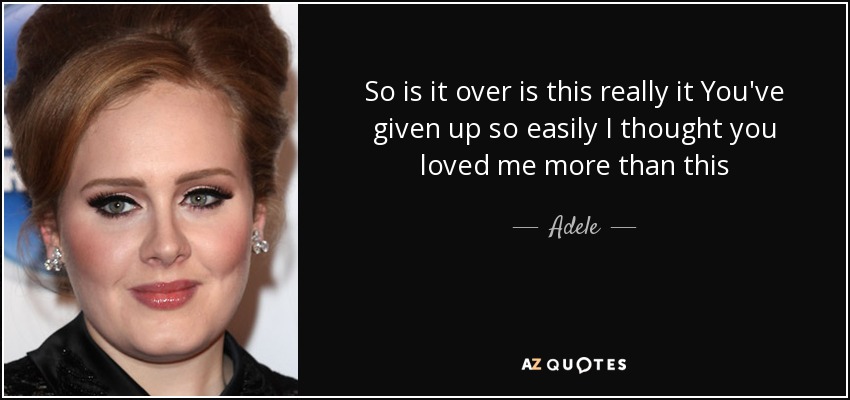 So is it over is this really it You've
given up so easily I thought you
loved me more than this
Adele
AZ QUOTES